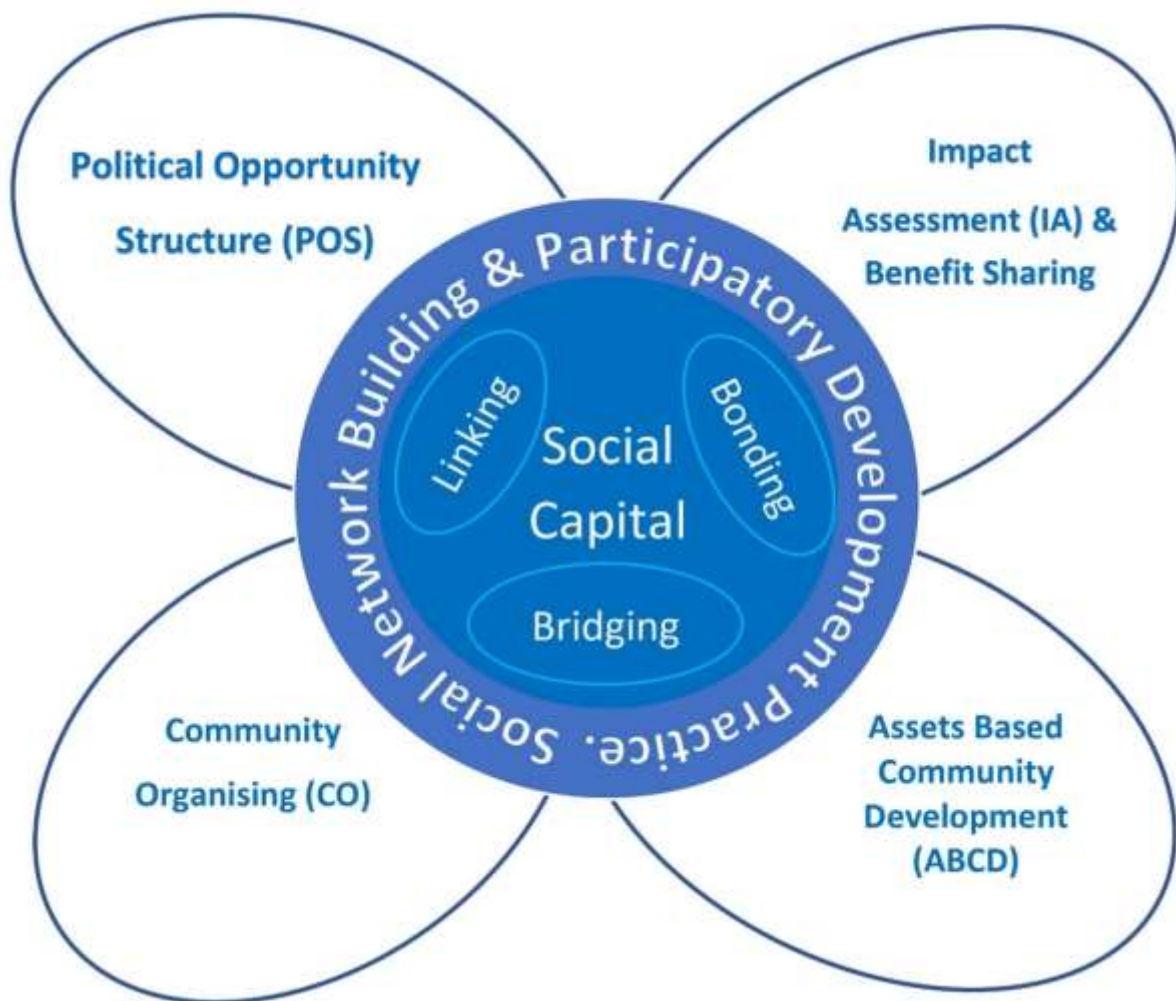 Political Opportunity
Structure (POS)
Impact
Assessment (IA) &
Benefit Sharing
Social Network Building & Participatory Development Practice.
Linking
Bonding
Social
Capital
Bridging
Community
Organising (CO)
Assets Based
Community
Development
(ABCD)